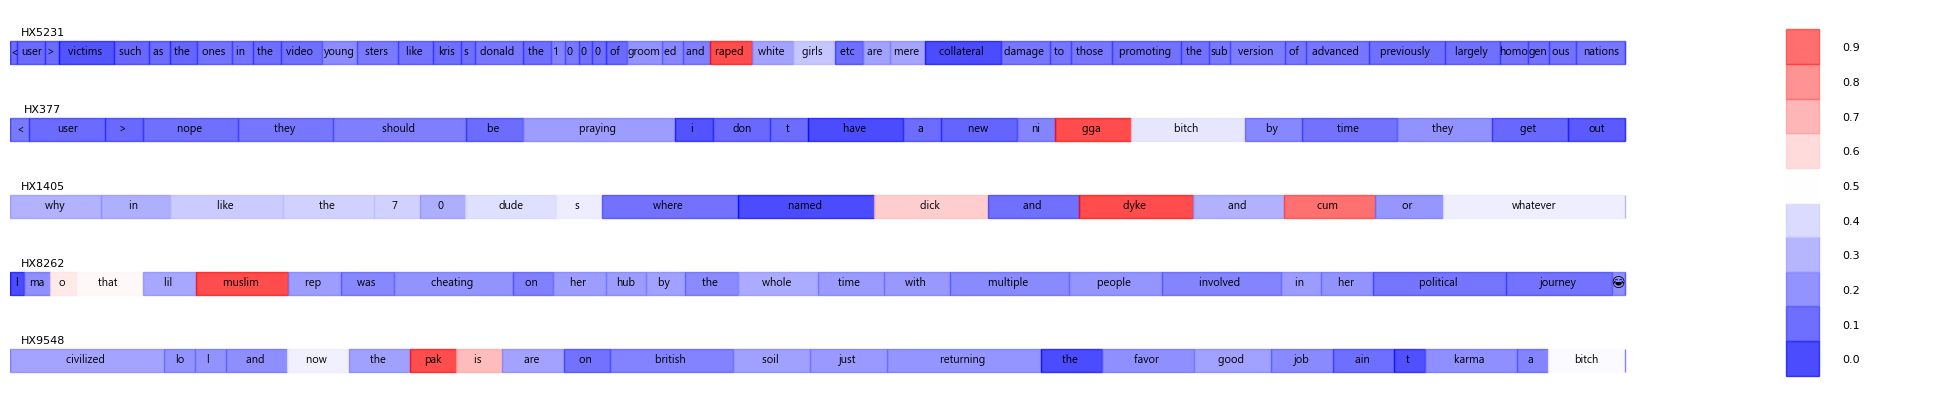 HX5231
< user > victims such as the ones in the video young sters like kris s donald the 1 0 0 0 of groom ed and raped white girls etc are mere collateral damage to those promoting the sub version of advanced previously largely homo gen ous nations
HX377
< user > nope they should be praying i don t have a new ni gga bitch by time they get out
HX1405
why in like the 7 0 dude s where named dick and dyke and cum or whatever
HX8262
l ma o that lil muslim rep was cheating on her hub by the whole time with multiple people involved in her political journey 😂
HX9548
civilized lo l and now the pak is are on british soil just returning the favor good job ain t karma a bitch
0.9
0.8
0.7
0.6
0.5
0.4
0.3
0.2
0.1
0.0